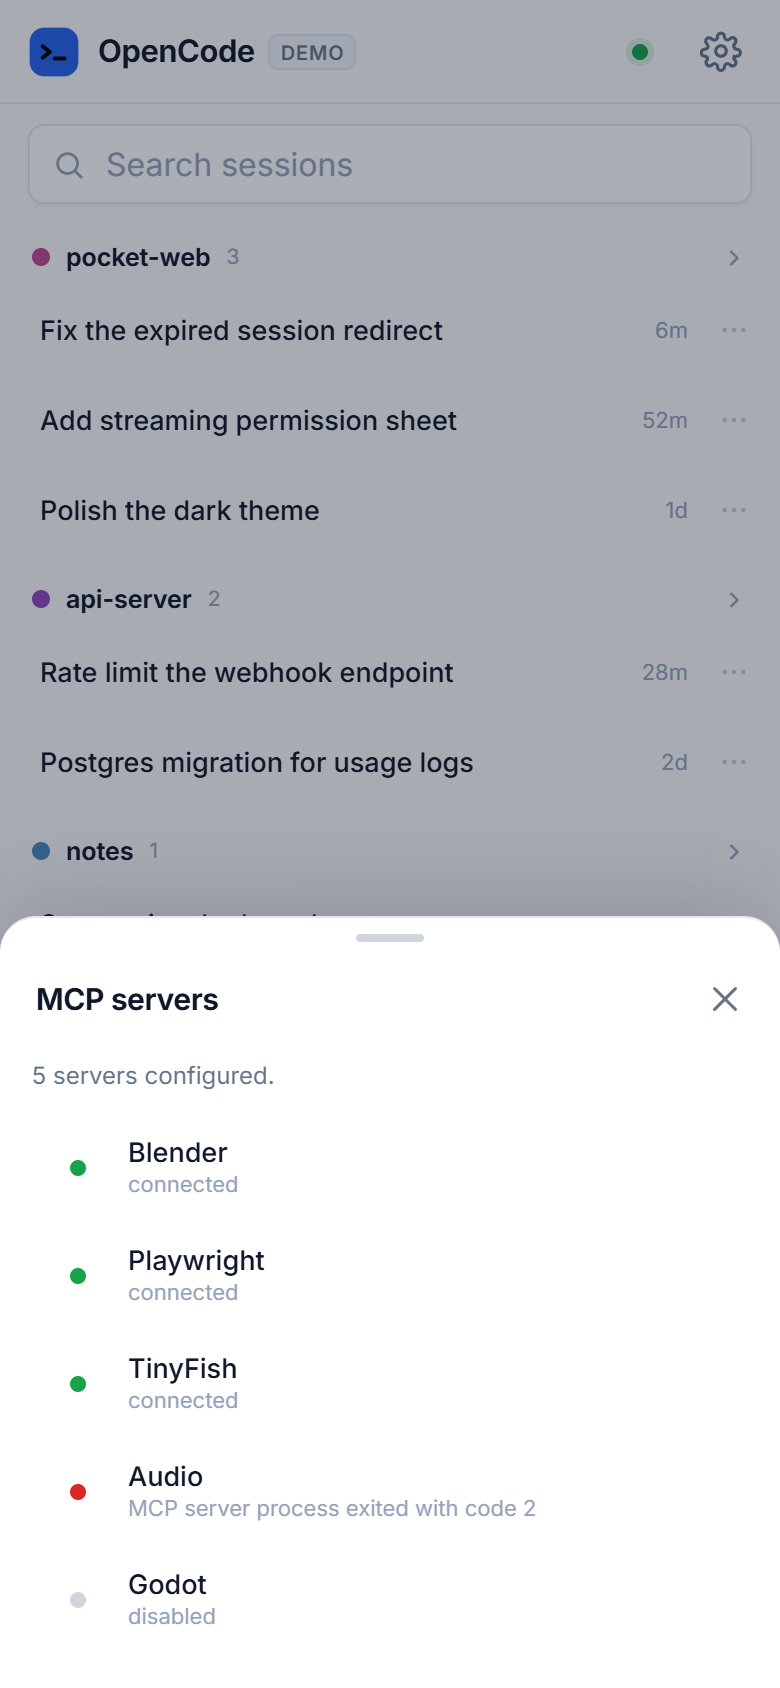 OpenCode DEMO
Search sessions
pocket-web 3
Fix the expired session redirect 6m
Add streaming permission sheet 52m
Polish the dark theme 1d
api-server 2
Rate limit the webhook endpoint 28m
Postgres migration for usage logs 2d
notes 1
MCP servers
5 servers configured.
Blender
connected
Playwright
connected
TinyFish
connected
Audio
MCP server process exited with code 2
Godot
disabled